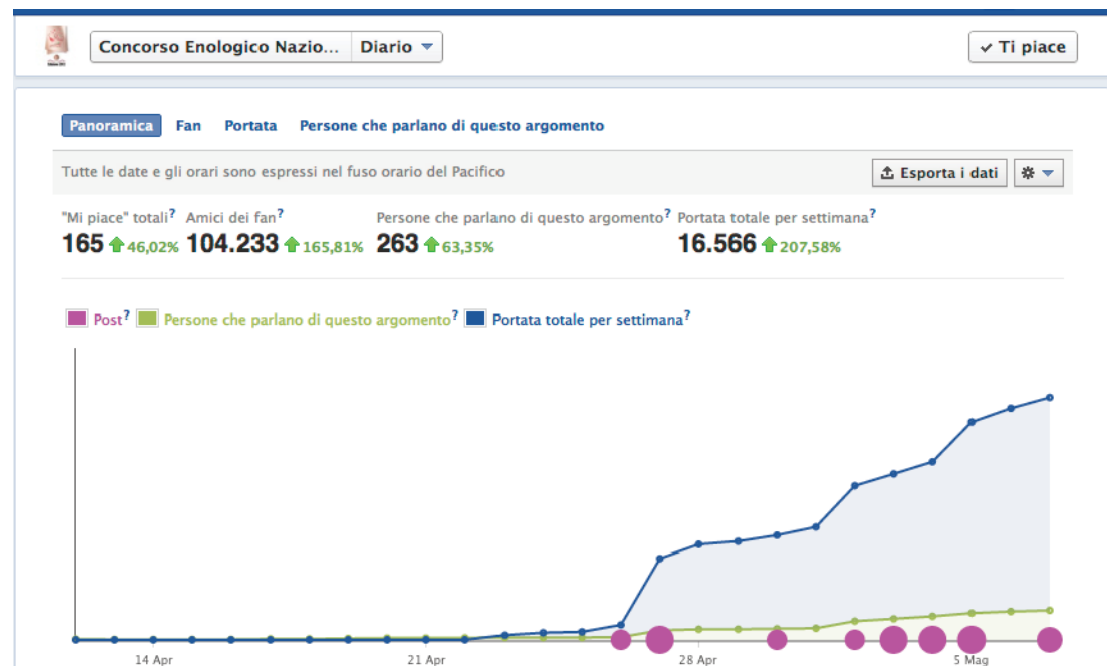 Concorso Enologico Nazio... Diario Ti piace
Panoramica Fan Portata Persone che parlano di questo argomento
Tutte le date e gli orari sono espressi nel fuso orario del Pacifico Esporta i dati
"Mi piace" totali? Amici dei fan? Persone che parlano di questo argomento? Portata totale per settimana?
165 46,02% 104.233 165,81% 263 63,35% 16.566 207,58%
Post? Persone che parlano di questo argomento? Portata totale per settimana?
14 Apr 21 Apr 28 Apr 5 Mag